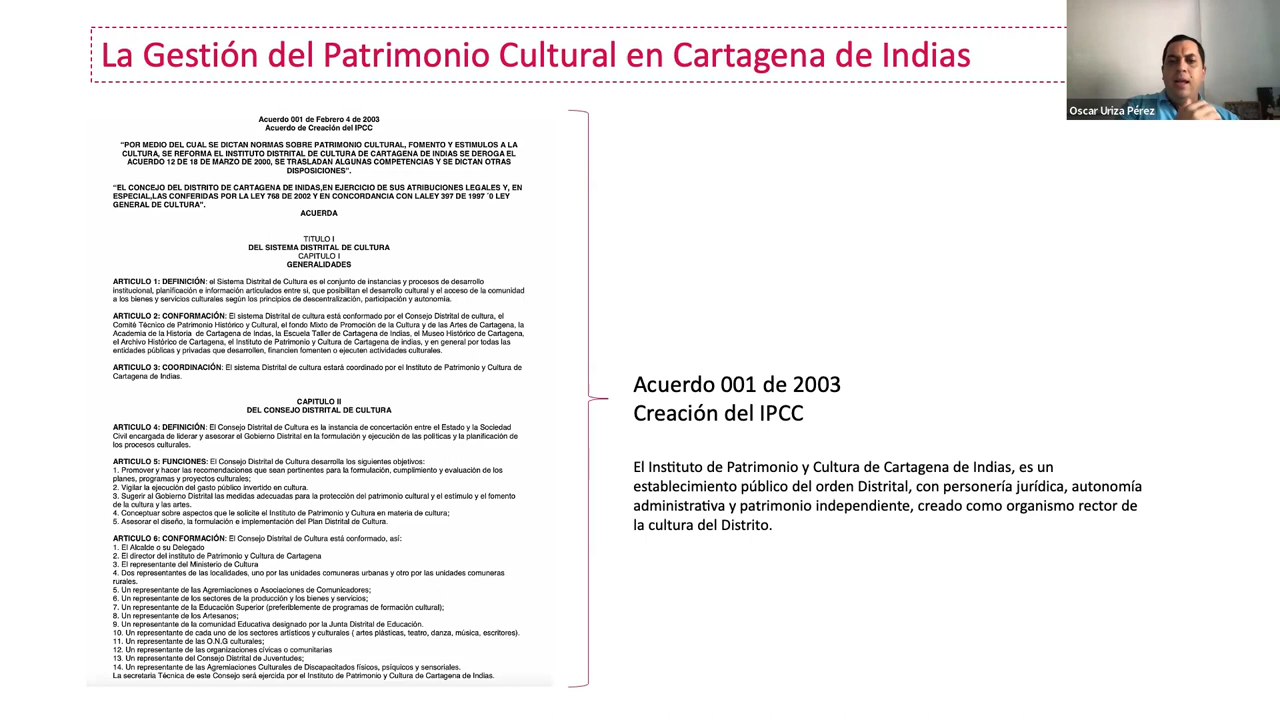 La Gestión del Patrimonio Cultural en Cartagena de Indias
Oscar Uriza Pérez
Acuerdo 001 de Febrero 4 de 2003
Acuerdo de Creación del IPCC
“POR MEDIO DEL CUAL SE DICTAN NORMAS SOBRE PATRIMONIO CULTURAL, FOMENTO Y ESTIMULOS A LA
CULTURA, SE REFORMA EL INSTITUTO DISTRITAL DE CULTURA DE CARTAGENA DE INDIAS SE DEROGA EL
ACUERDO 12 DE 18 DE MARZO DE 2000, SE TRASLADAN ALGUNAS COMPETENCIAS Y SE DICTAN OTRAS
DISPOSICIONES”.
“EL CONCEJO DEL DISTRITO DE CARTAGENA DE INIDAS,EN EJERCICIO DE SUS ATRIBUCIONES LEGALES Y, EN
ESPECIAL,LAS CONFERIDAS POR LA LEY 768 DE 2002 Y EN CONCORDANCIA CON LALEY 397 DE 1997 ´0 LEY
GENERAL DE CULTURA”.
ACUERDA
TITULO I
DEL SISTEMA DISTRITAL DE CULTURA
CAPITULO I
GENERALIDADES
ARTICULO 1: DEFINICIÓN: el Sistema Distrital de Cultura es el conjunto de instancias y procesos de desarrollo
institucional, planificación e información articulados entre si, que posibilitan el desarrollo cultural y el acceso de la comunidad
a los bienes y servicios culturales según los principios de descentralización, participación y autonomía.
ARTICULO 2: CONFORMACIÓN: El sistema Distrital de cultura está conformado por el Consejo Distrital de cultura, el
Comité Técnico de Patrimonio Histórico y Cultural, el fondo Mixto de Promoción de la Cultura y de las Artes de Cartagena, la
Academia de la Historia de Cartagena de Indas, la Escuela Taller de Cartagena de Indias, el Museo Histórico de Cartagena,
el Archivo Histórico de Cartagena, el Instituto de Patrimonio y Cultura de Cartagena de indias, y en general por todas las
entidades públicas y privadas que desarrollen, financien fomenten o ejecuten actividades culturales.
ARTICULO 3: COORDINACIÓN: El sistema Distrital de cultura estará coordinado por el Instituto de Patrimonio y Cultura de
Cartagena de Indias.
CAPITULO II
DEL CONSEJO DISTRITAL DE CULTURA
ARTICULO 4: DEFINICIÓN: El Consejo Distrital de Cultura es la instancia de concertación entre el Estado y la Sociedad
Civil encargada de liderar y asesorar el Gobierno Distrital en la formulación y ejecución de las políticas y la planificación de
los procesos culturales.
ARTICULO 5: FUNCIONES: El Consejo Distrital de Cultura desarrolla los siguientes objetivos:
1. Promover y hacer las recomendaciones que sean pertinentes para la formulación, cumplimiento y evaluación de los
planes, programas y proyectos culturales;
2. Vigilar la ejecución del gasto público invertido en cultura.
3. Sugerir al Gobierno Distrital las medidas adecuadas para la protección del patrimonio cultural y el estímulo y el fomento
de la cultura y las artes.
4. Conceptuar sobre aspectos que le solicite el Instituto de Patrimonio y Cultura en materia de cultura;
5. Asesorar el diseño, la formulación e implementación del Plan Distrital de Cultura.
ARTICULO 6: CONFORMACIÓN: El Consejo Distrital de Cultura está conformado, así:
1. El Alcalde o su Delegado
2. El director del instituto de Patrimonio y Cultura de Cartagena
3. El representante del Ministerio de Cultura
4. Dos representantes de las localidades, uno por las unidades comuneras urbanas y otro por las unidades comuneras
rurales.
5. Un representante de las Agremiaciones o Asociaciones de Comunicadores;
6. Un representante de los sectores de la producción y los bienes y servicios;
7. Un representante de la Educación Superior (preferiblemente de programas de formación cultural);
8. Un representante de los Artesanos;
9. Un representante de la comunidad Educativa designado por la Junta Distrital de Educación.
10. Un representante de cada uno de los sectores artísticos y culturales ( artes plásticas, teatro, danza, música, escritores).
11. Un representante de las O.N.G culturales;
12. Un representante de las organizaciones cívicas o comunitarias
13. Un representante del Consejo Distrital de Juventudes;
14. Un representante de las Agremiaciones Culturales de Discapacitados físicos, psíquicos y sensoriales.
La secretaria Técnica de este Consejo será ejercida por el Instituto de Patrimonio y Cultura de Cartagena de Indias.
Acuerdo 001 de 2003
Creación del IPCC
El Instituto de Patrimonio y Cultura de Cartagena de Indias, es un
establecimiento público del orden Distrital, con personería jurídica, autonomía
administrativa y patrimonio independiente, creado como organismo rector de
la cultura del Distrito.